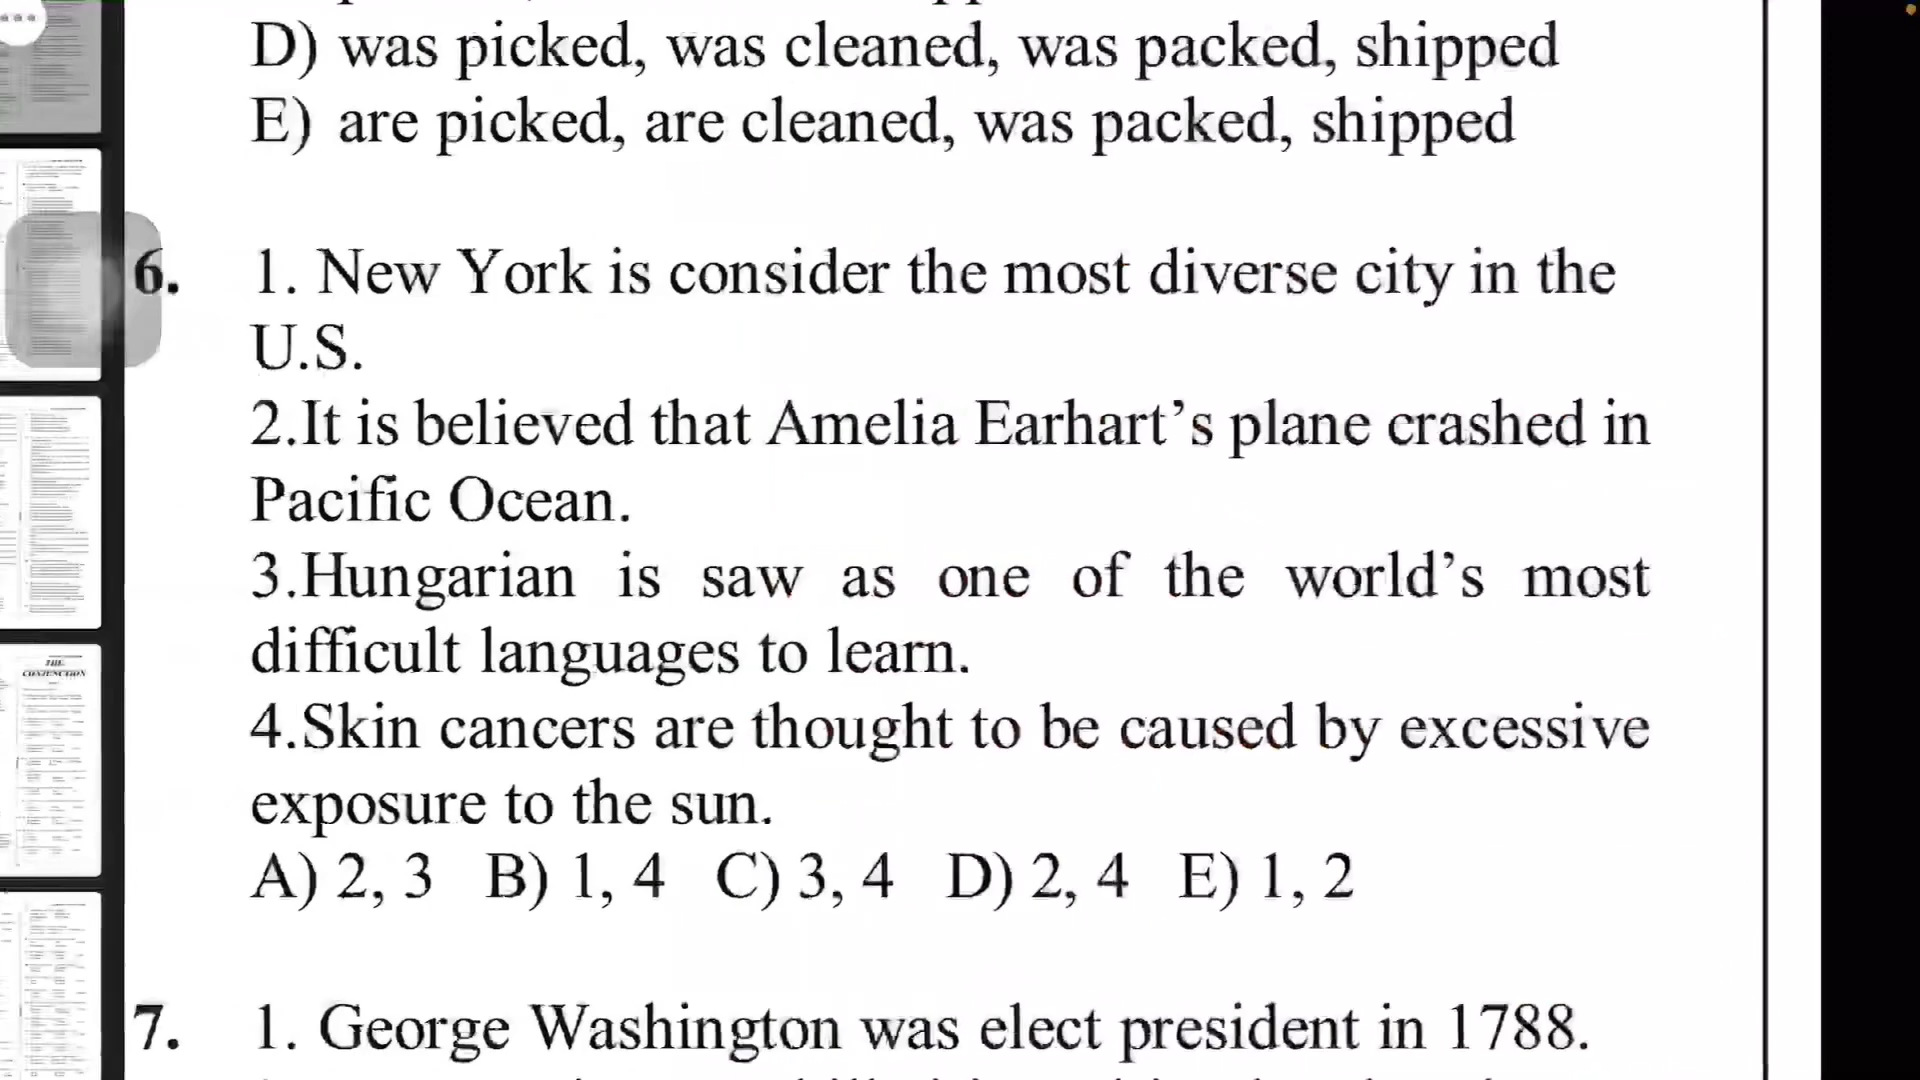 D) was picked, was cleaned, was packed, shipped
E) are picked, are cleaned, was packed, shipped
6. 1. New York is consider the most diverse city in the
U.S.
2.It is believed that Amelia Earhart’s plane crashed in
Pacific Ocean.
3.Hungarian is saw as one of the world’s most
difficult languages to learn.
4.Skin cancers are thought to be caused by excessive
exposure to the sun.
A) 2, 3 B) 1, 4 C) 3, 4 D) 2, 4 E) 1, 2
7. 1. George Washington was elect president in 1788.
THE
CONJUNCTION